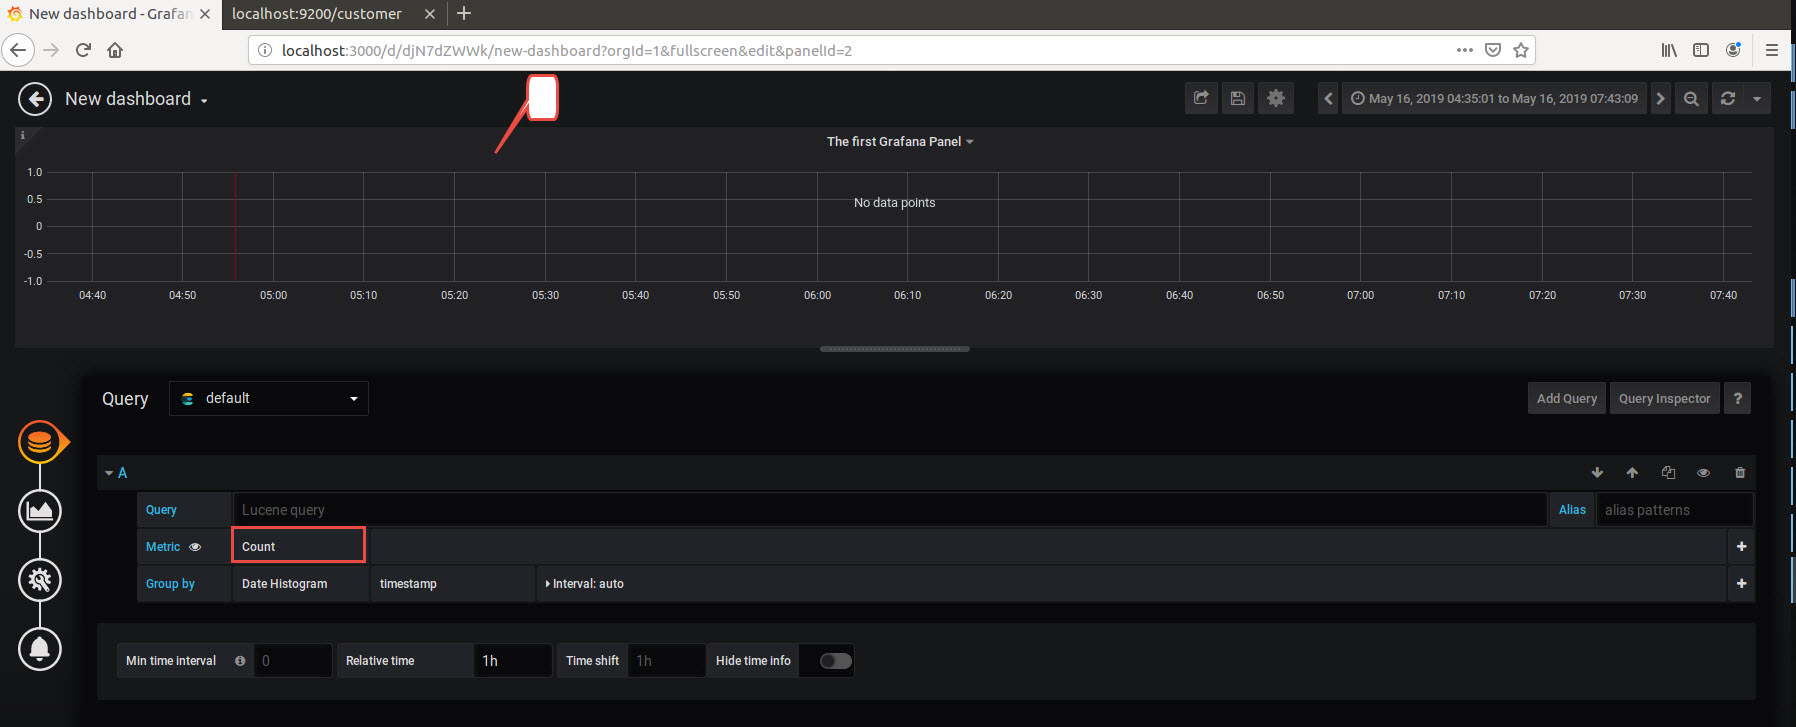 New dashboard - Grafan
localhost:9200/customer
localhost:3000/d/djN7dZWWk/new-dashboard?orgId=1&fullscreen&edit&panelId=2
New dashboard
May 16, 2019 04:35:01 to May 16, 2019 07:43:09
The first Grafana Panel
1.0
0.5
0
-0.5
-1.0
No data points
04:40 04:50 05:00 05:10 05:20 05:30 05:40 05:50 06:00 06:10 06:20 06:30 06:40 06:50 07:00 07:10 07:20 07:30 07:40
Query default Add Query Query Inspector ?
A
Query Lucene query Alias alias patterns
Metric Count +
Group by Date Histogram timestamp Interval: auto +
Min time interval 0 Relative time 1h Time shift 1h Hide time info